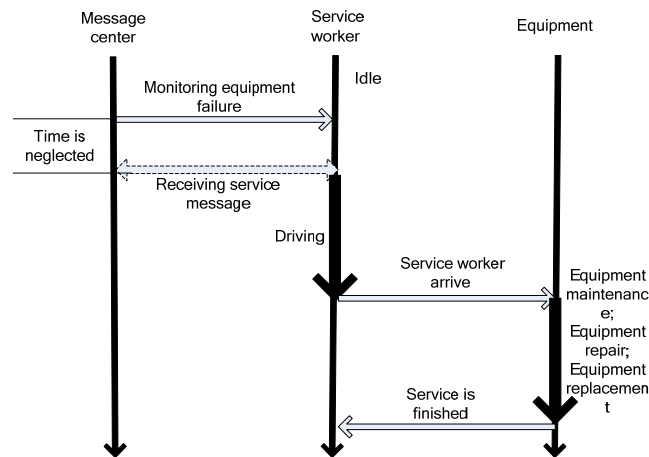 Message
center
Service
worker
Equipment
Idle
Monitoring equipment
failure
Time is
neglected
Receiving service
message
Driving
Service worker
arrive
Equipment
maintenanc
e;
Equipment
repair;
Equipment
replacemen
t
Service is
finished